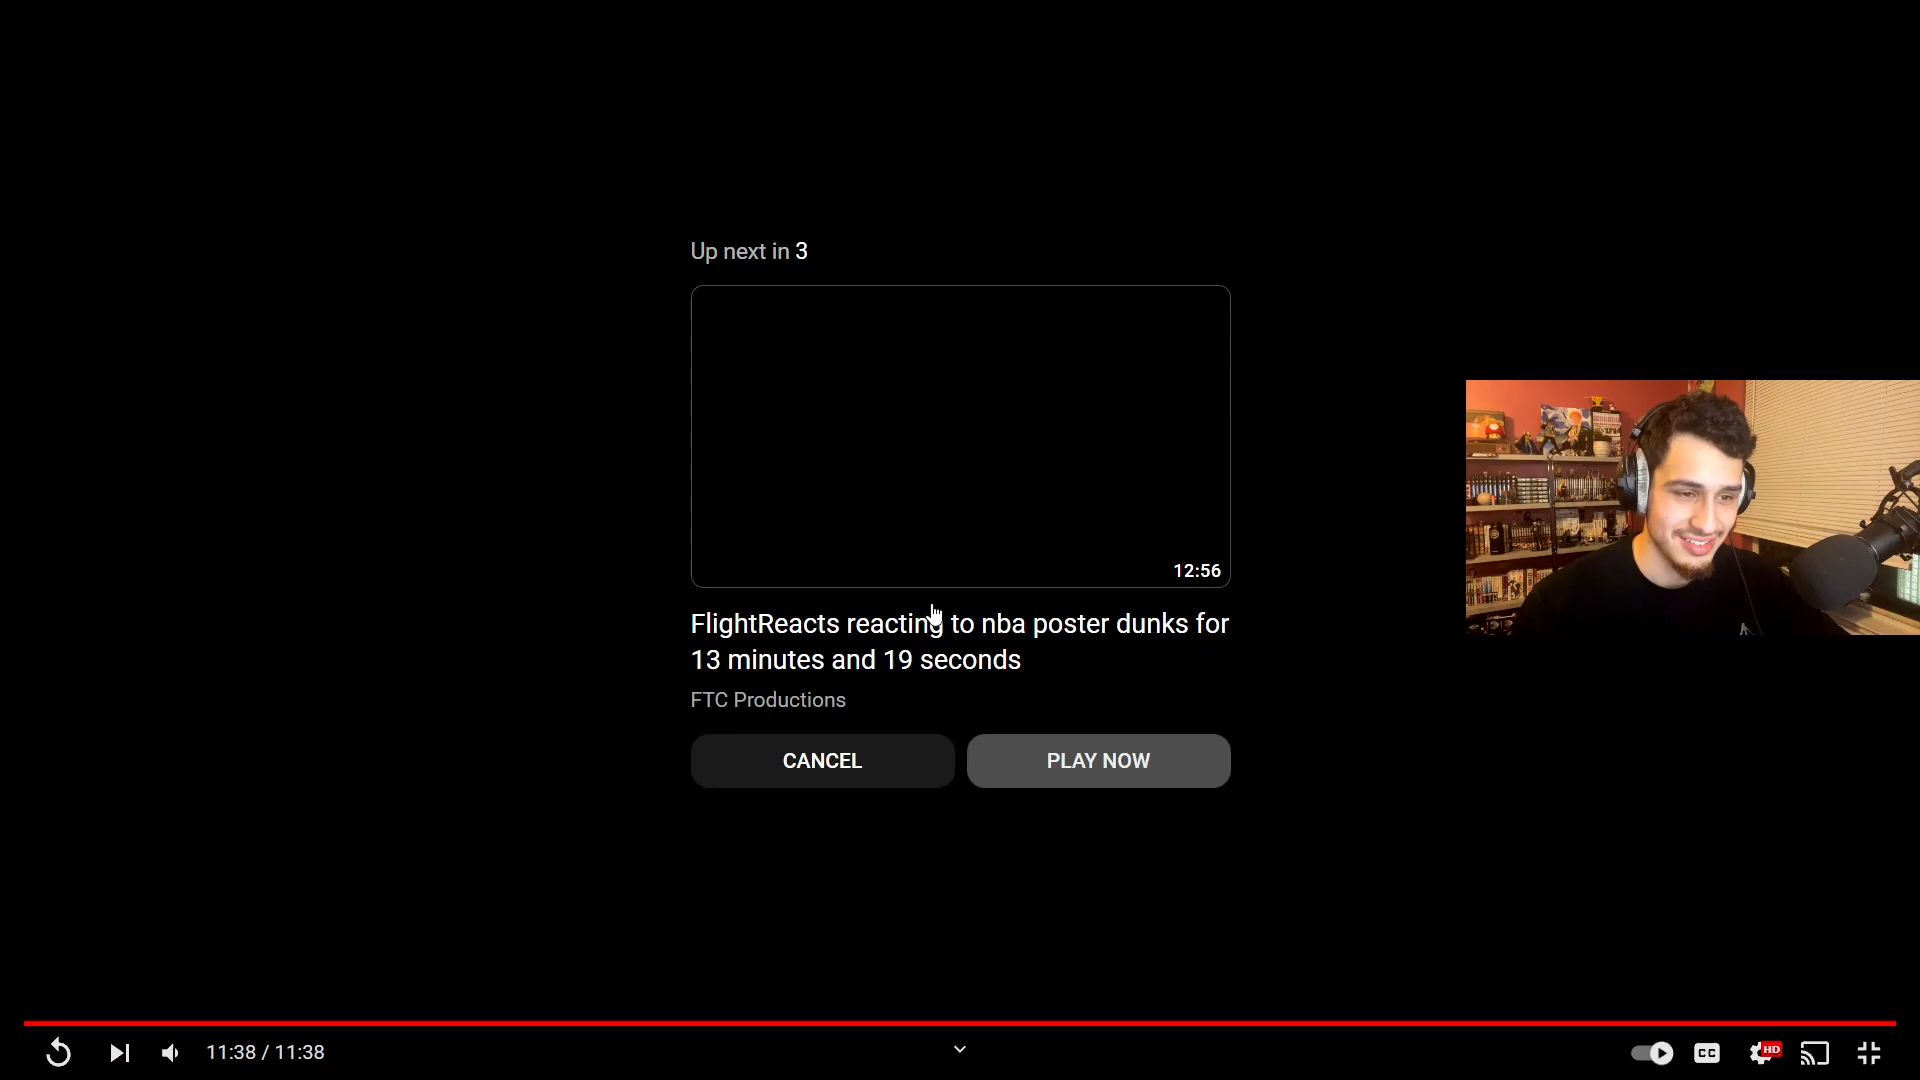 Up next in 3
12:56
FlightReacts reacting to nba poster dunks for
13 minutes and 19 seconds
FTC Productions
CANCEL
PLAY NOW
11:38 / 11:38
CC
HD